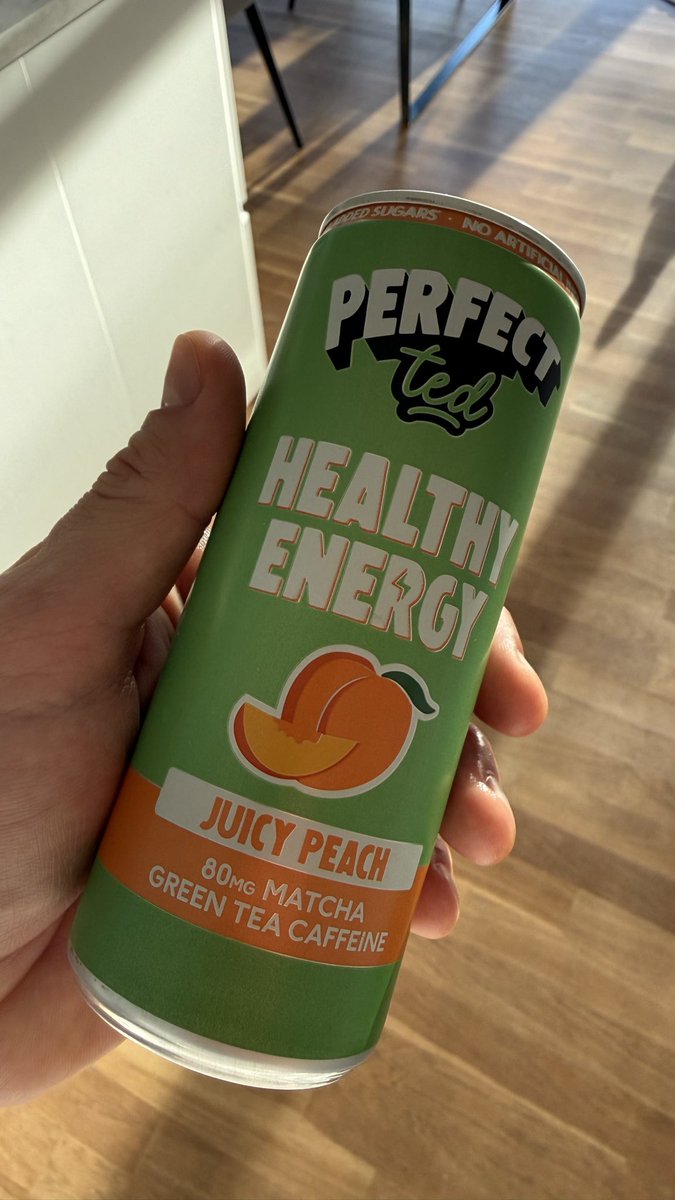 ADDED SUGARS · NO ARTIFICIAL
PERFECT
ted
HEALTHY
ENERGY
JUICY PEACH
80MG MATCHA
GREEN TEA CAFFEINE